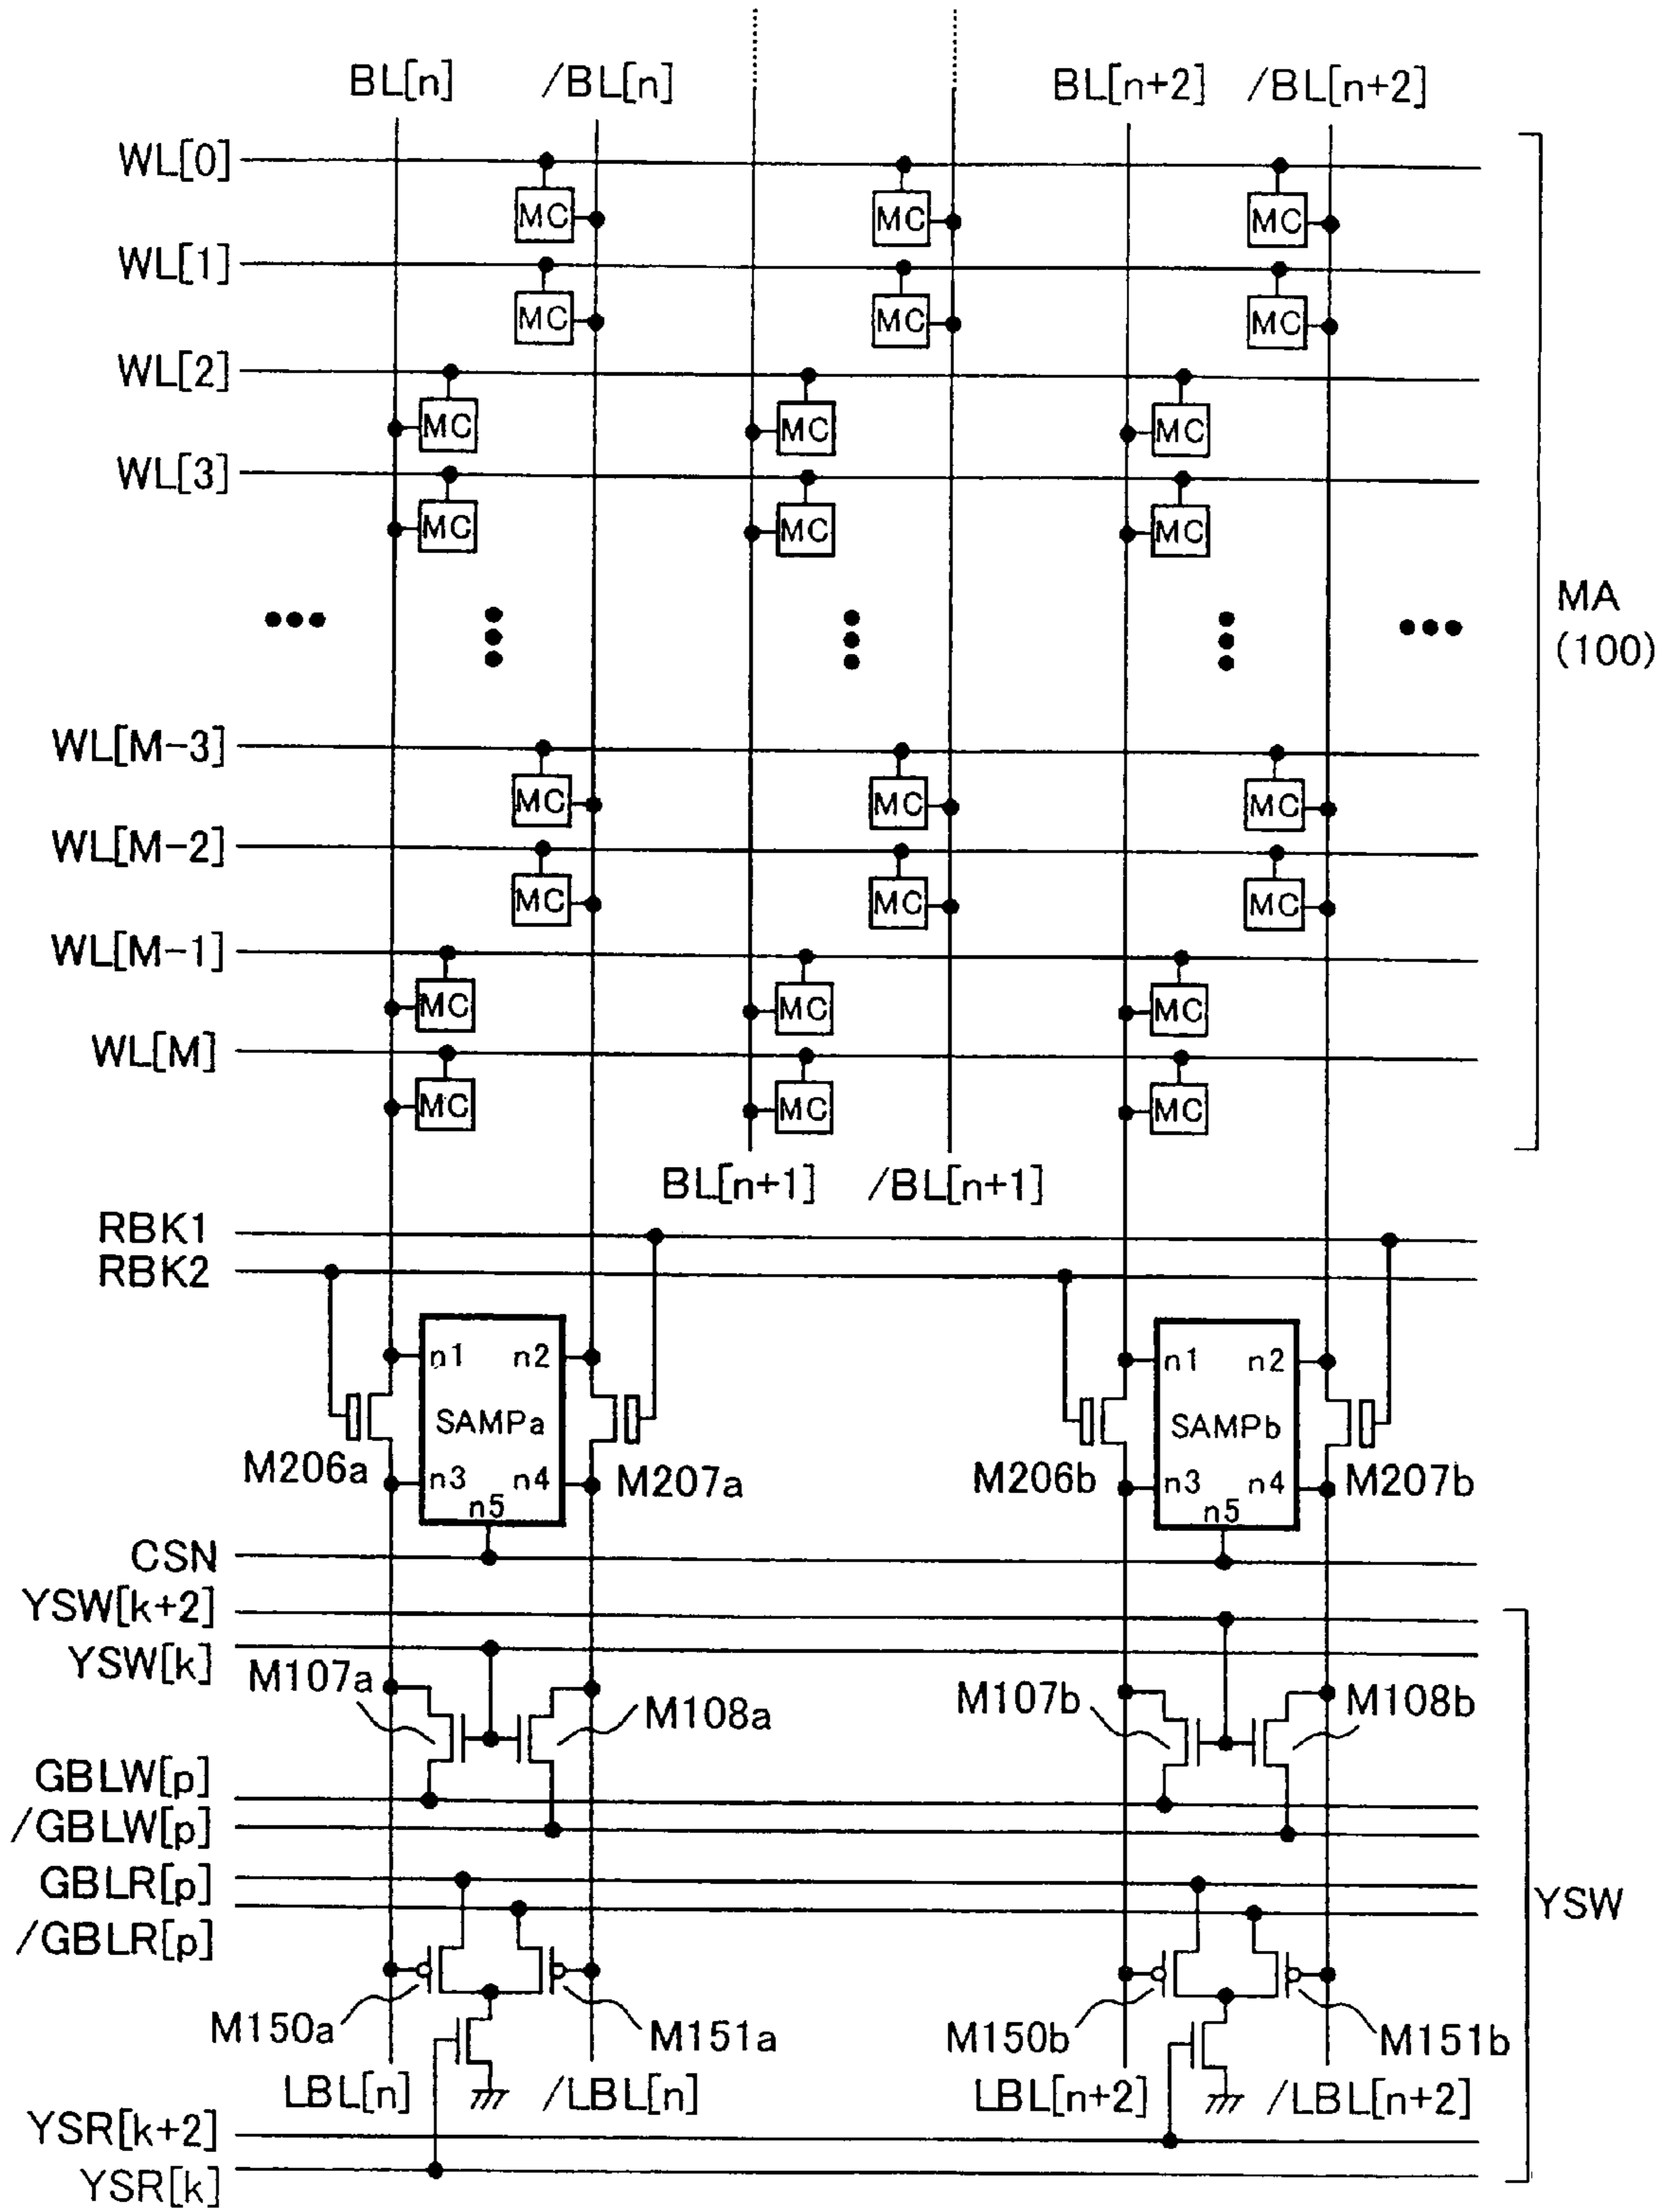 BL[n] /BL[n] BL[n+2] /BL[n+2]
WL[0]
MC MC MC
WL[1]
MC MC MC
WL[2]
MC MC MC
WL[3]
MC MC MC
MA
(100)
WL[M-3]
MC MC MC
WL[M-2]
MC MC MC
WL[M-1]
MC MC MC
WL[M]
MC MC MC
BL[n+1] /BL[n+1]
RBK1
RBK2
n1 n2 n1 n2
SAMPa SAMPb
M206a n3 n4 M207a M206b n3 n4 M207b
n5 n5
CSN
YSW[k+2]
YSW[k]
M107a M108a M107b M108b
GBLW[p]
/GBLW[p]
GBLR[p]
YSW
/GBLR[p]
M150a M151a M150b M151b
LBL[n] /LBL[n] LBL[n+2] /LBL[n+2]
YSR[k+2]
YSR[k]